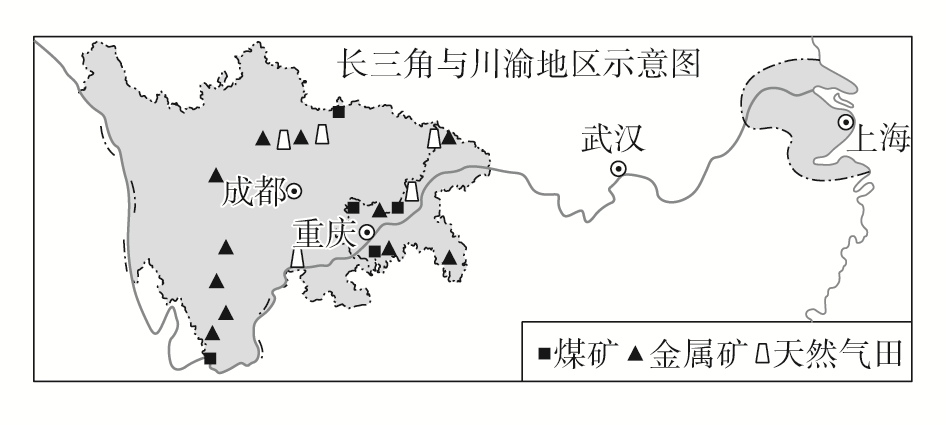 长三角与川渝地区示意图
武汉
上海
成都
重庆
煤矿 金属矿 天然气田